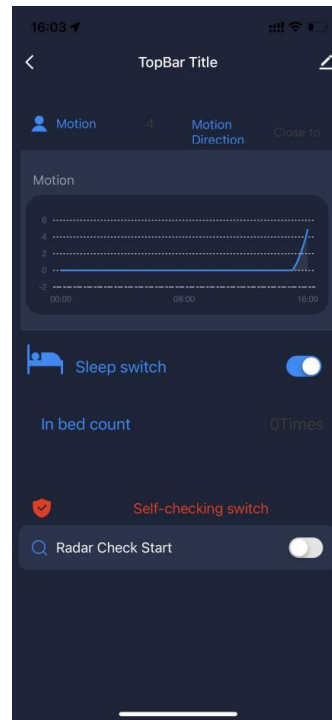 16:03
TopBar Title
Motion 4 Motion Close to
Direction
Motion
6
4
2
0
-2
00:00 08:00 16:00
Sleep switch
In bed count 0Times
Self-checking switch
Radar Check Start